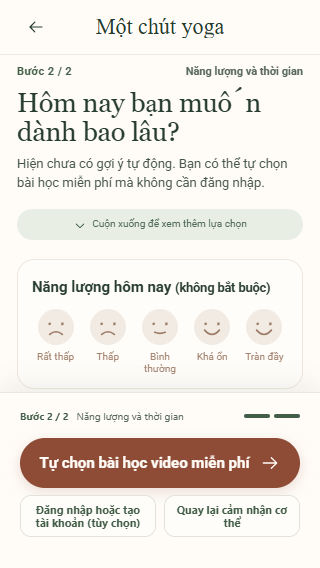 Một chút yoga
Bước 2 / 2 Năng lượng và thời gian
Hôm nay bạn muốn
dành bao lâu?
Hiện chưa có gợi ý tự động. Bạn có thể tự chọn
bài học miễn phí mà không cần đăng nhập.
Cuộn xuống để xem thêm lựa chọn
Năng lượng hôm nay (không bắt buộc)
Rất thấp Thấp Bình Khá ổn Tràn đầy
thường
Bước 2 / 2 Năng lượng và thời gian
Tự chọn bài học video miễn phí
Đăng nhập hoặc tạo
tài khoản (tùy chọn)
Quay lại cảm nhận cơ
thể